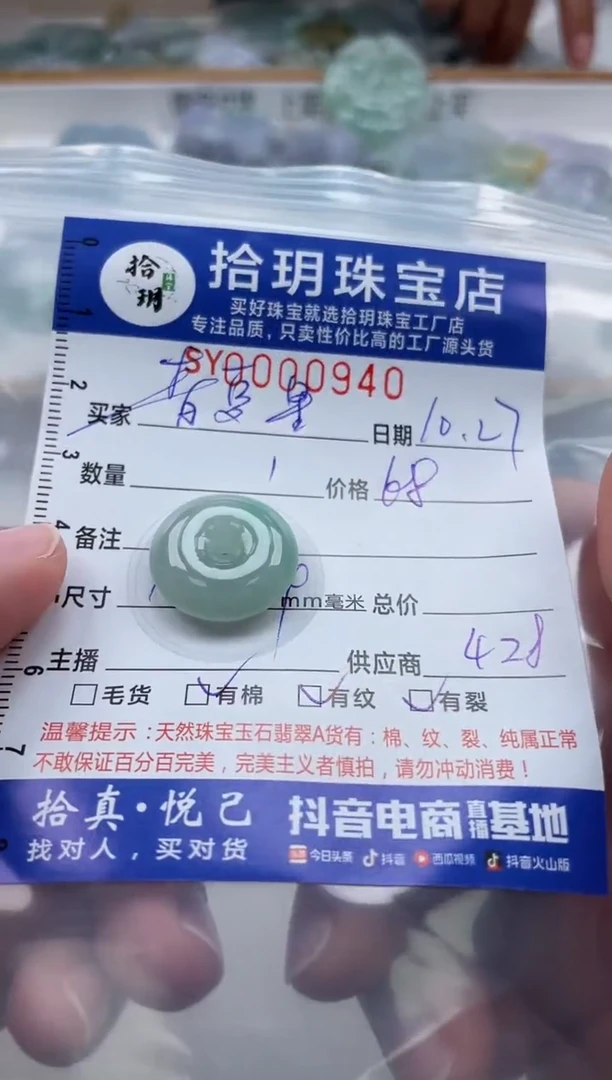 拾玥
拾玥珠宝店
买好珠宝就选拾玥珠宝工厂店
专注品质，只卖性价比高的工厂源头货
SY0000940
买家 日期 10.27
数量 1 价格 68
备注
尺寸 mm毫米 总价
主播 供应商 428
毛货 有棉 有纹 有裂
温馨提示：天然珠宝玉石翡翠A货有：棉、纹、裂、纯属正常
不敢保证百分百完美，完美主义者慎拍，请勿冲动消费！
拾真·悦己 抖音电商直播基地
找对人，买对货 今日头条 抖音 西瓜视频 抖音火山版
0
1
2
3
4
6
7